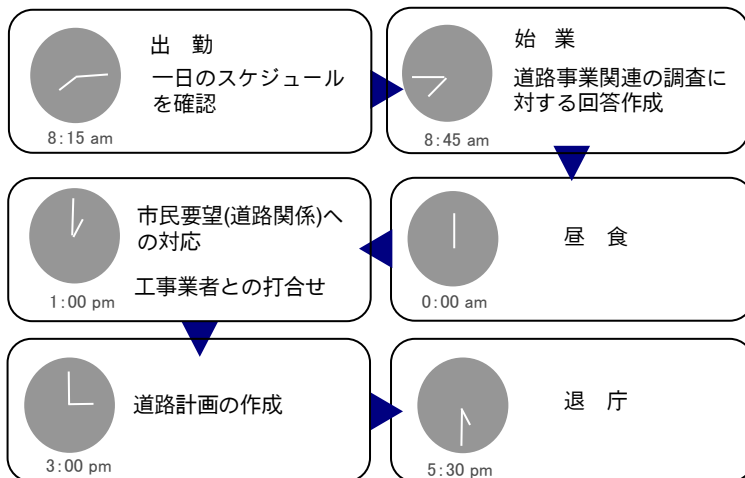 出　勤
一日のスケジュール
を確認
8:15 am
始　業
道路事業関連の調査に
対する回答作成
8:45 am
昼　食
0:00 am
市民要望(道路関係)へ
の対応
工事業者との打合せ
1:00 pm
道路計画の作成
3:00 pm
退　庁
5:30 pm